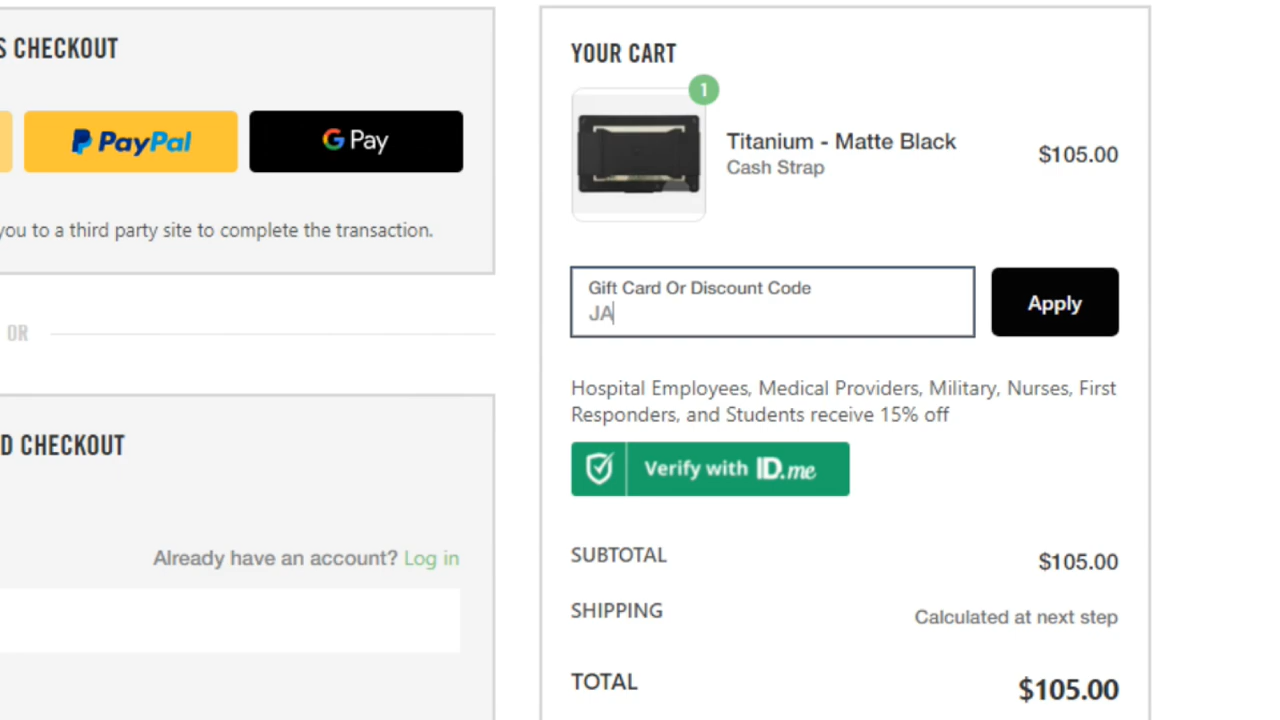 S CHECKOUT
PayPal
G Pay
you to a third party site to complete the transaction.
OR
D CHECKOUT
Already have an account? Log in
YOUR CART
1
Titanium - Matte Black
Cash Strap
$105.00
Gift Card Or Discount Code
JA
Apply
Hospital Employees, Medical Providers, Military, Nurses, First
Responders, and Students receive 15% off
Verify with ID.me
SUBTOTAL
$105.00
SHIPPING
Calculated at next step
TOTAL
$105.00